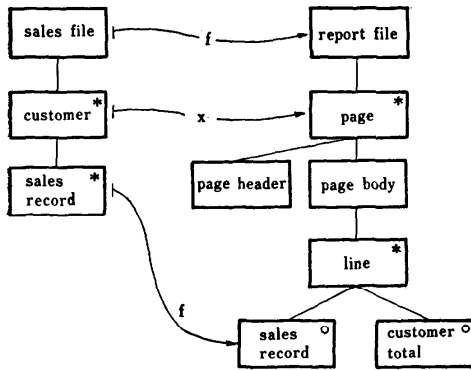 sales file
f
report file
customer *
x
page *
sales
record *
page header
page body
line *
f
sales
record
customer
total